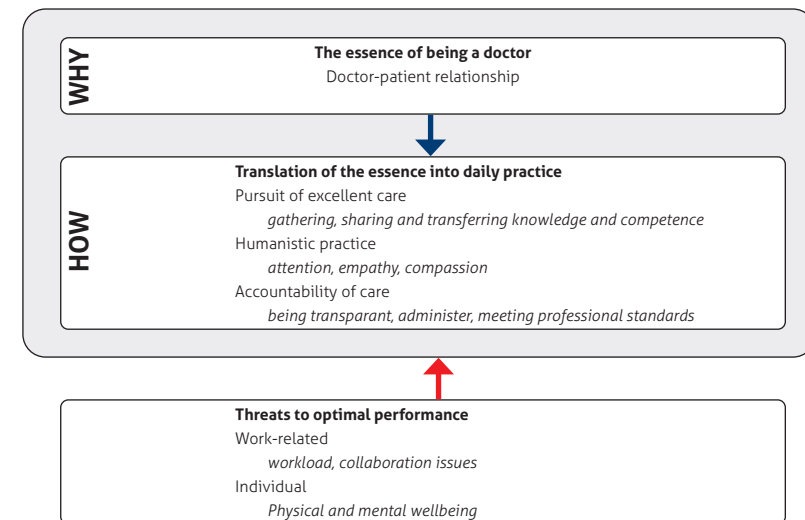 WHY
The essence of being a doctor
Doctor-patient relationship
HOW
Translation of the essence into daily practice
Pursuit of excellent care
gathering, sharing and transferring knowledge and competence
Humanistic practice
attention, empathy, compassion
Accountability of care
being transparant, administer, meeting professional standards
Threats to optimal performance
Work-related
workload, collaboration issues
Individual
Physical and mental wellbeing